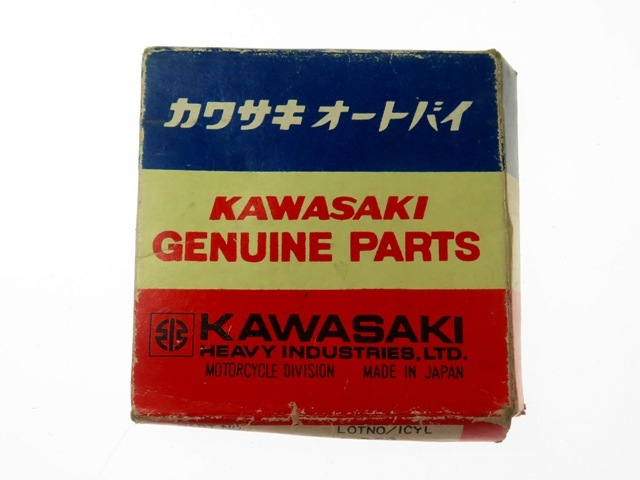 カワサキ オートバイ
KAWASAKI
GENUINE PARTS
KAWASAKI
HEAVY INDUSTRIES, LTD.
MOTORCYCLE DIVISION MADE IN JAPAN
LOTNO/ICYL